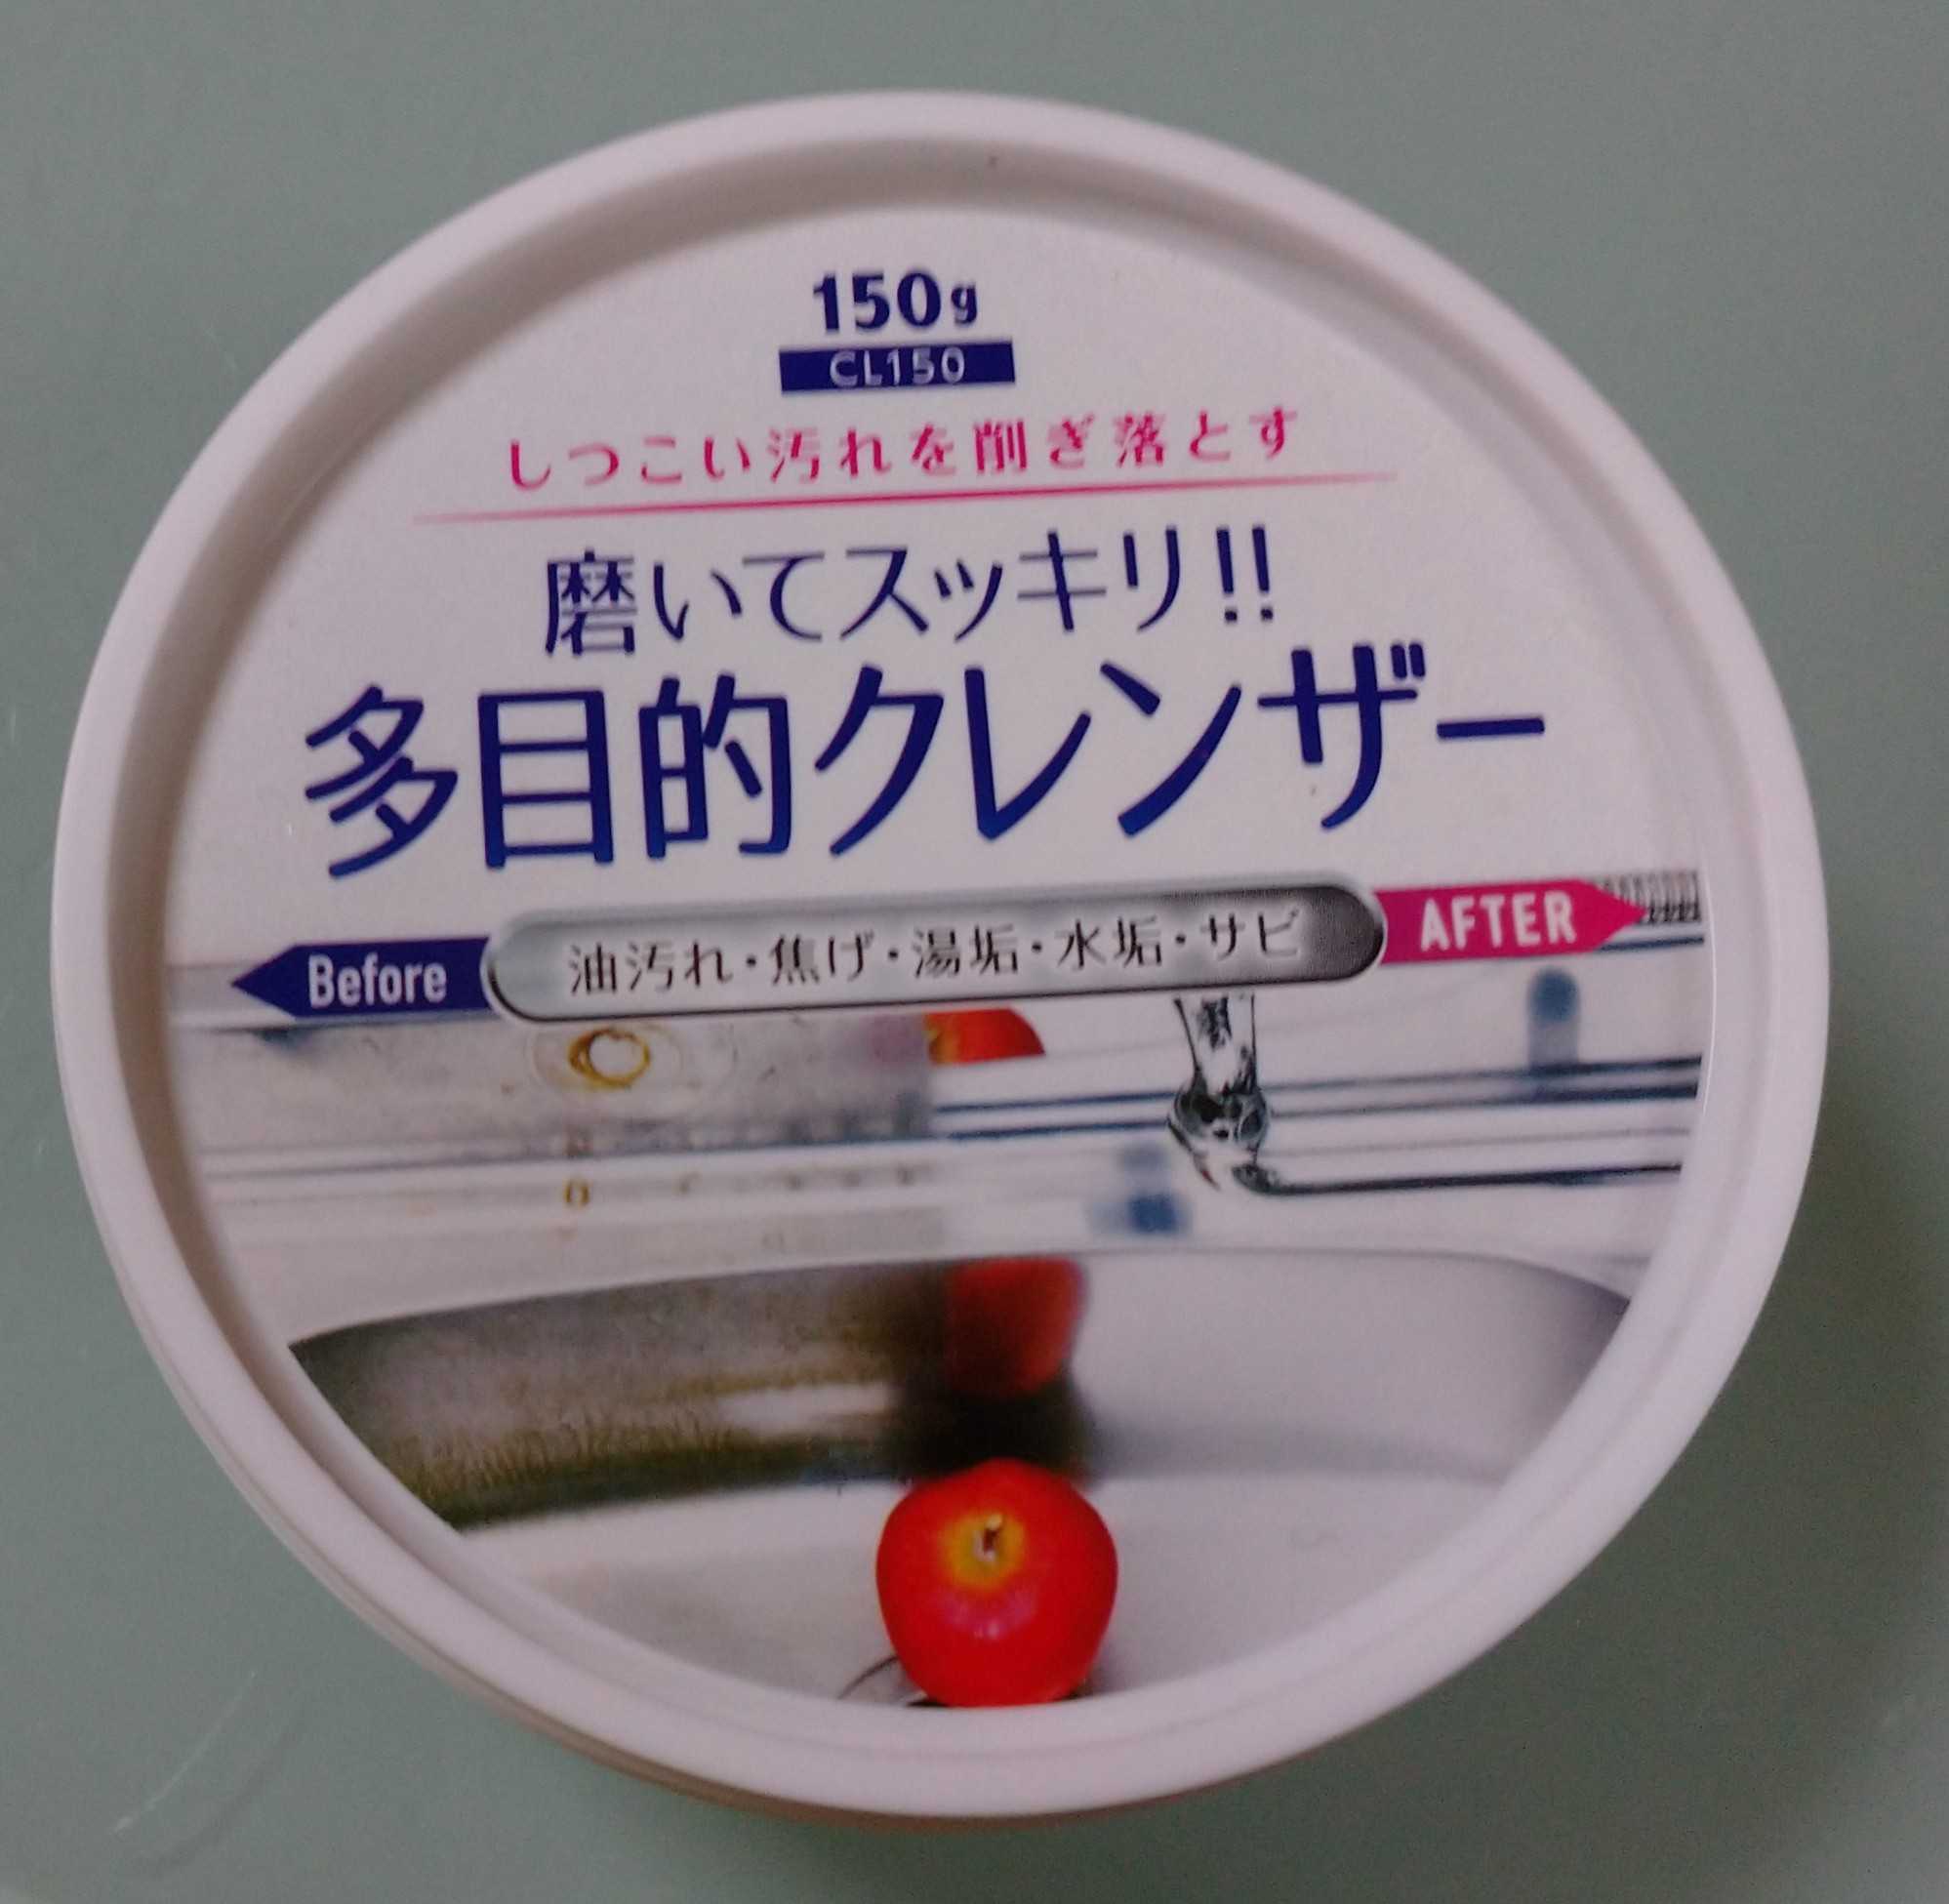 150g
CL150
しつこい汚れを削ぎ落とす
磨いてスッキリ!!
多目的クレンザー
Before 油汚れ・焦げ・湯垢・水垢・サビ AFTER